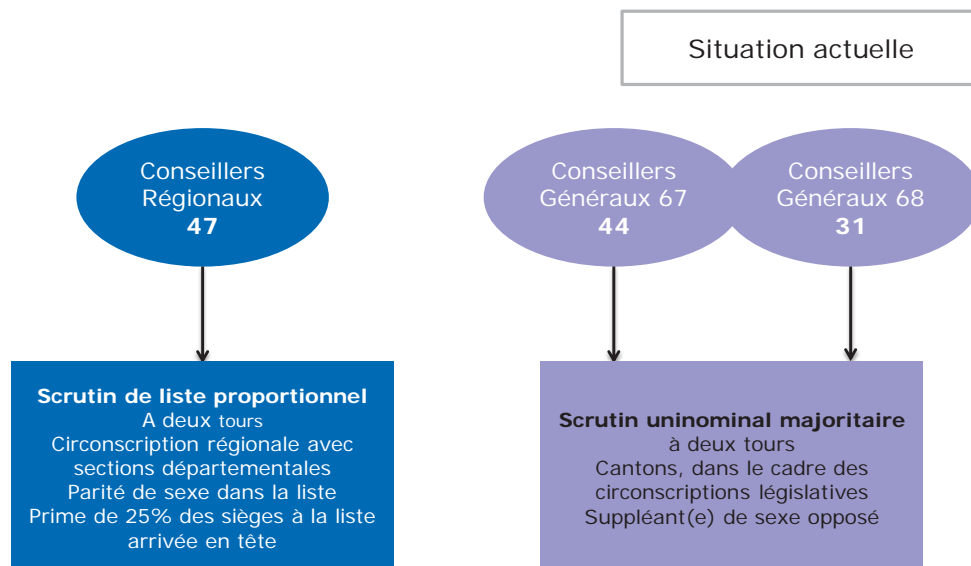 Situation actuelle
Conseillers
Régionaux
47
Conseillers
Généraux 67
44
Conseillers
Généraux 68
31
Scrutin de liste proportionnel
A deux tours
Circonscription régionale avec
sections départementales
Parité de sexe dans la liste
Prime de 25% des sièges à la liste
arrivée en tête
Scrutin uninominal majoritaire
à deux tours
Cantons, dans le cadre des
circonscriptions législatives
Suppléant(e) de sexe opposé